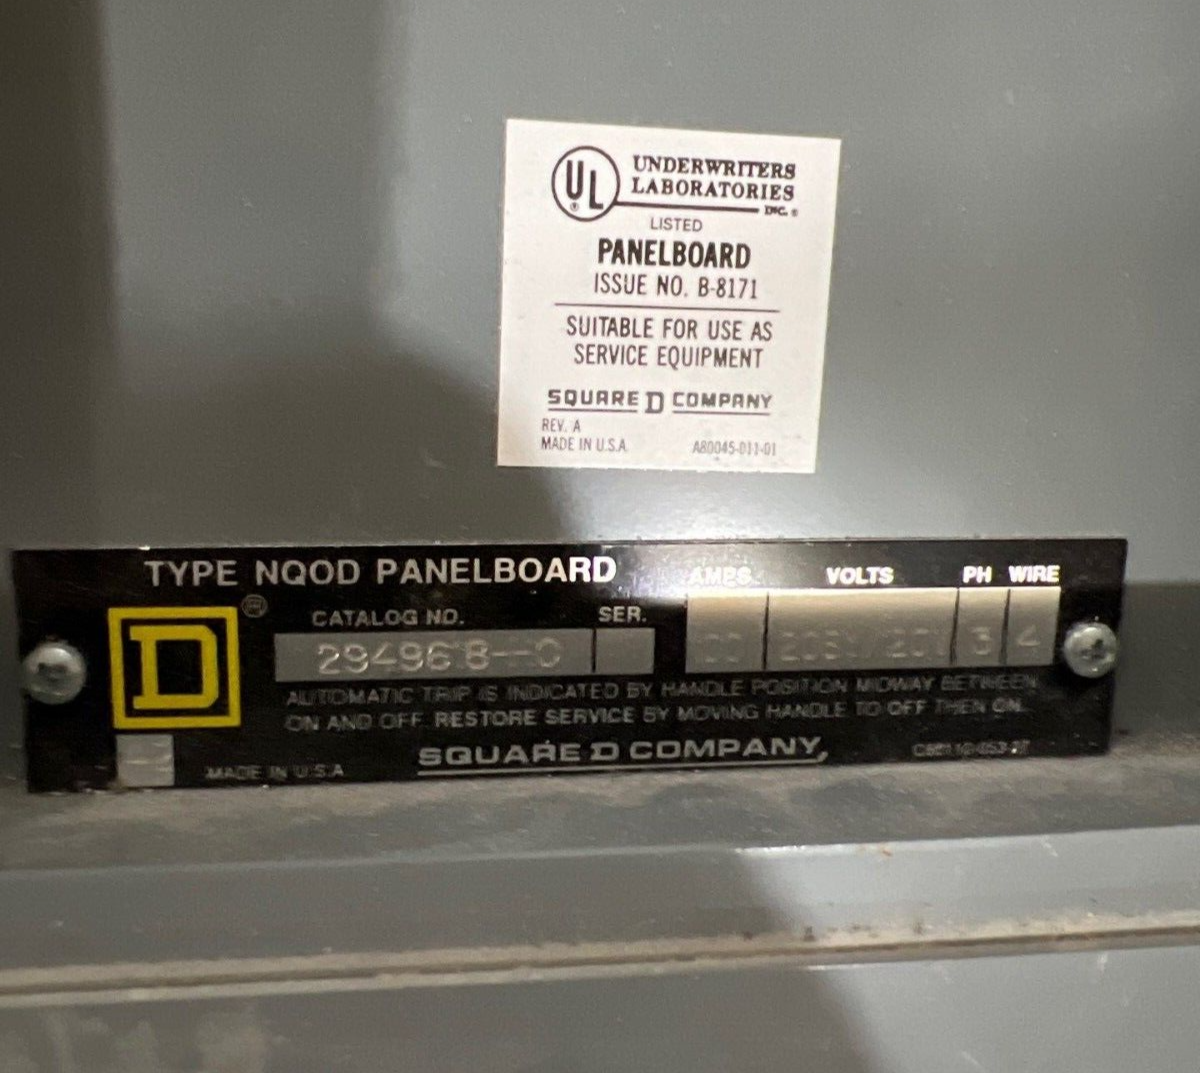 UL
®
UNDERWRITERS
LABORATORIES
INC. ®
LISTED
PANELBOARD
ISSUE NO. B-8171
SUITABLE FOR USE AS
SERVICE EQUIPMENT
SQUARE D COMPANY
REV. A
MADE IN U.S.A. A80045-011-01
TYPE NQOD PANELBOARD AMPS VOLTS PH WIRE
D ®
CATALOG NO. SER.
3 4
AUTOMATIC TRIP IS INDICATED BY HANDLE POSITION MIDWAY BETWEEN
ON AND OFF. RESTORE SERVICE BY MOVING HANDLE TO OFF THEN ON.
SQUARE D COMPANY
MADE IN U.S.A